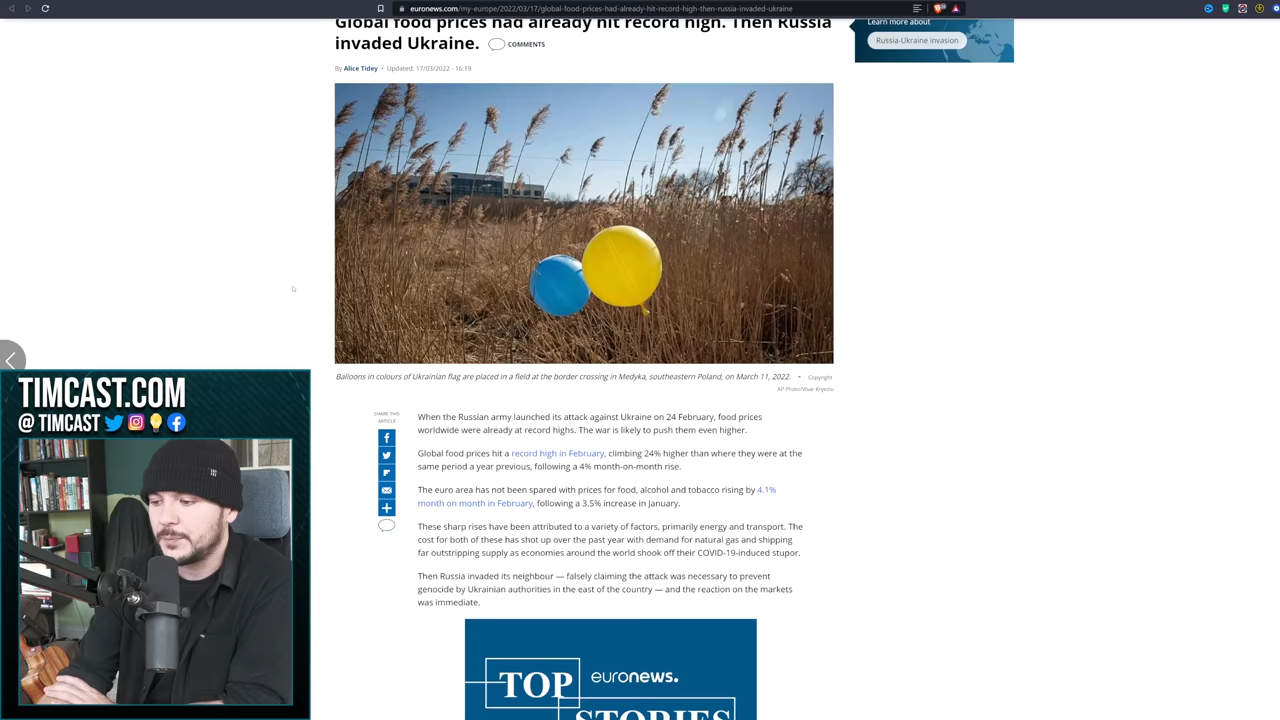 euronews.com/my-europe/2022/03/17/global-food-prices-had-already-hit-record-high-then-russia-invaded-ukraine
Global food prices had already hit record high. Then Russia
invaded Ukraine.
COMMENTS
By Alice Tidey • Updated: 17/03/2022 - 16:19
Learn more about
Russia-Ukraine invasion
Balloons in colours of Ukrainian flag are placed in a field at the border crossing in Medyka, southeastern Poland, on March 11, 2022. - Copyright
AP Photo/Visar Kryeziu
SHARE THIS
ARTICLE
When the Russian army launched its attack against Ukraine on 24 February, food prices
worldwide were already at record highs. The war is likely to push them even higher.
Global food prices hit a record high in February, climbing 24% higher than where they were at the
same period a year previous, following a 4% month-on-month rise.
The euro area has not been spared with prices for food, alcohol and tobacco rising by 4.1%
month on month in February, following a 3.5% increase in January.
These sharp rises have been attributed to a variety of factors, primarily energy and transport. The
cost for both of these has shot up over the past year with demand for natural gas and shipping
far outstripping supply as economies around the world shook off their COVID-19-induced stupor.
Then Russia invaded its neighbour — falsely claiming the attack was necessary to prevent
genocide by Ukrainian authorities in the east of the country — and the reaction on the markets
was immediate.
TOP
euronews.
STORIES
TIMCAST.COM
@ TIMCAST